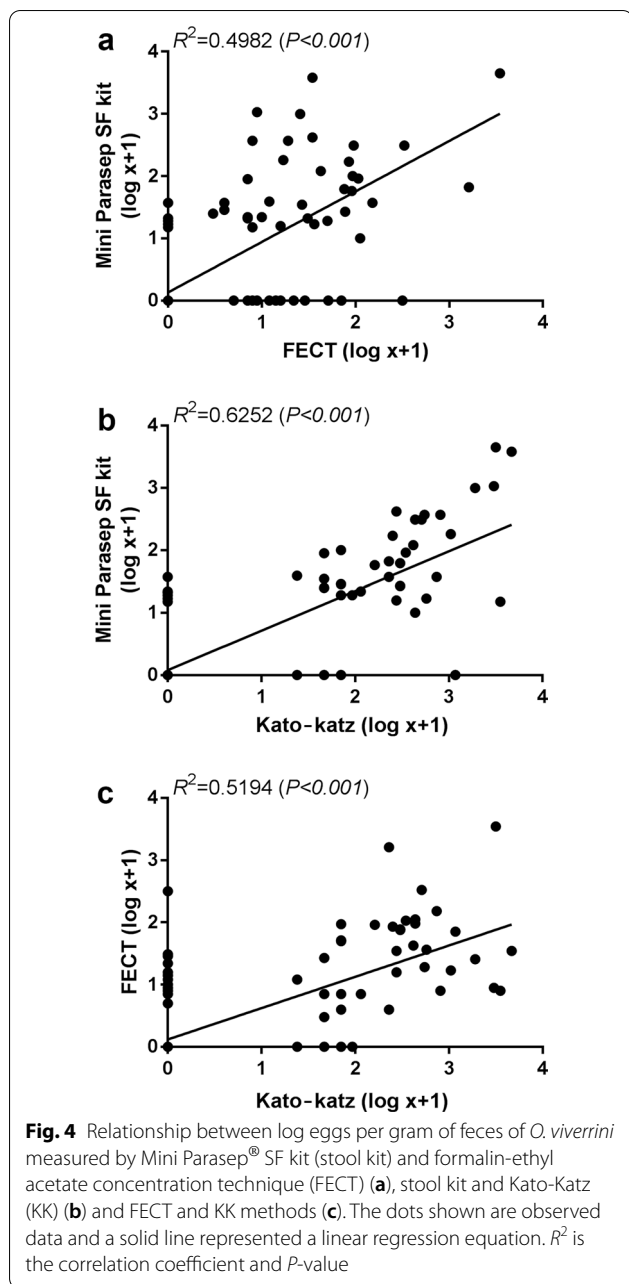 a
R²=0.4982 (P<0.001)
Mini Parasep SF kit
(log x+1)
4
3
2
1
0
0 1 2 3 4
FECT (log x+1)
b
R²=0.6252 (P<0.001)
Mini Parasep SF kit
(log x+1)
4
3
2
1
0
0 1 2 3 4
Kato-katz (log x+1)
c
R²=0.5194 (P<0.001)
FECT (log x+1)
4
3
2
1
0
0 1 2 3 4
Kato-katz (log x+1)
Fig. 4 Relationship between log eggs per gram of feces of O. viverrini
measured by Mini Parasep® SF kit (stool kit) and formalin-ethyl
acetate concentration technique (FECT) (a), stool kit and Kato-Katz
(KK) (b) and FECT and KK methods (c). The dots shown are observed
data and a solid line represented a linear regression equation. R² is
the correlation coefficient and P-value